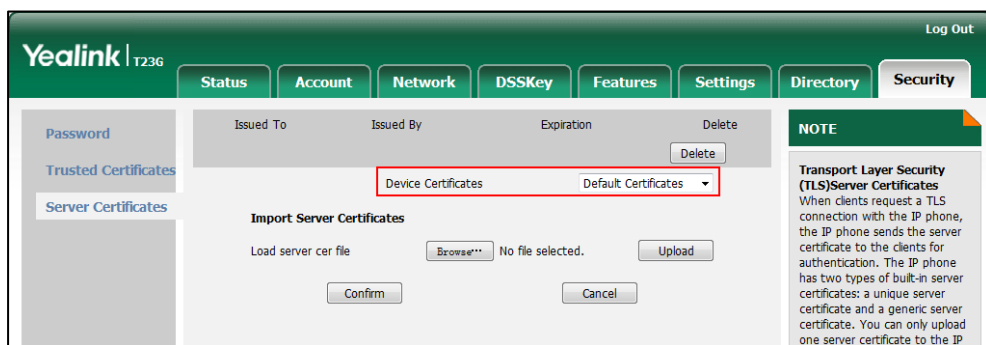 Log Out
Yealink | T23G
Status Account Network DSSKey Features Settings Directory Security
Password
Trusted Certificates
Server Certificates
Issued To Issued By Expiration Delete
Delete
Device Certificates Default Certificates
Import Server Certificates
Load server cer file Browse··· No file selected. Upload
Confirm Cancel
NOTE
Transport Layer Security
(TLS)Server Certificates
When clients request a TLS
connection with the IP phone,
the IP phone sends the server
certificate to the clients for
authentication. The IP phone
has two types of built-in server
certificates: a unique server
certificate and a generic server
certificate. You can only upload
one server certificate to the IP